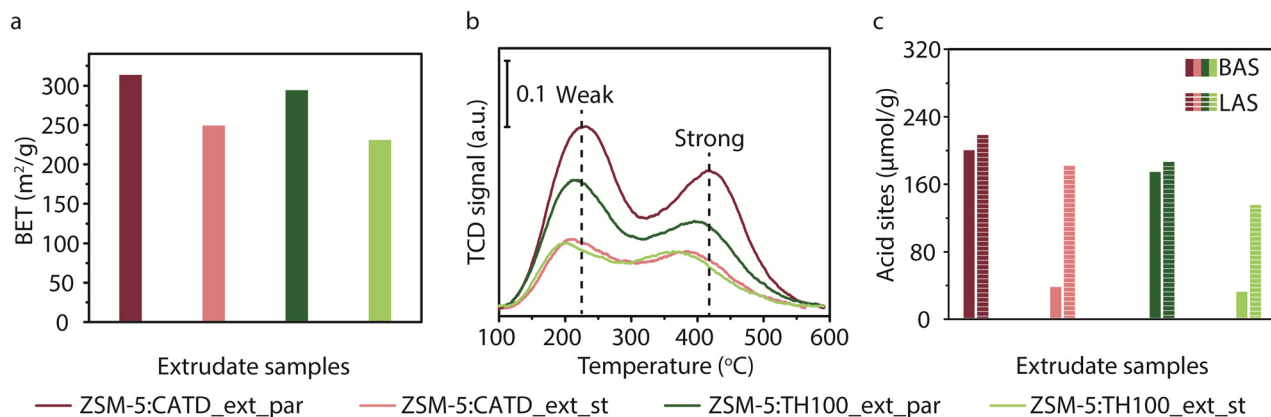 a
BET (m²/g)
300
250
200
150
100
50
0
Extrudate samples
b
TCD signal (a.u.)
0.1
Weak
Strong
100 200 300 400 500 600
Temperature (°C)
c
Acid sites (μmol/g)
320
240
160
80
0
BAS
LAS
Extrudate samples
ZSM-5:CATD_ext_par ZSM-5:CATD_ext_st ZSM-5:TH100_ext_par ZSM-5:TH100_ext_st